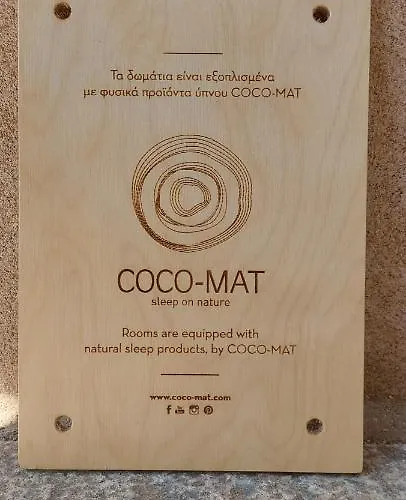 Τα δωμάτια είναι εξοπλισμένα
με φυσικά προϊόντα ύπνου COCO-MAT
COCO-MAT
sleep on nature
Rooms are equipped with
natural sleep products, by COCO-MAT
www.coco-mat.com